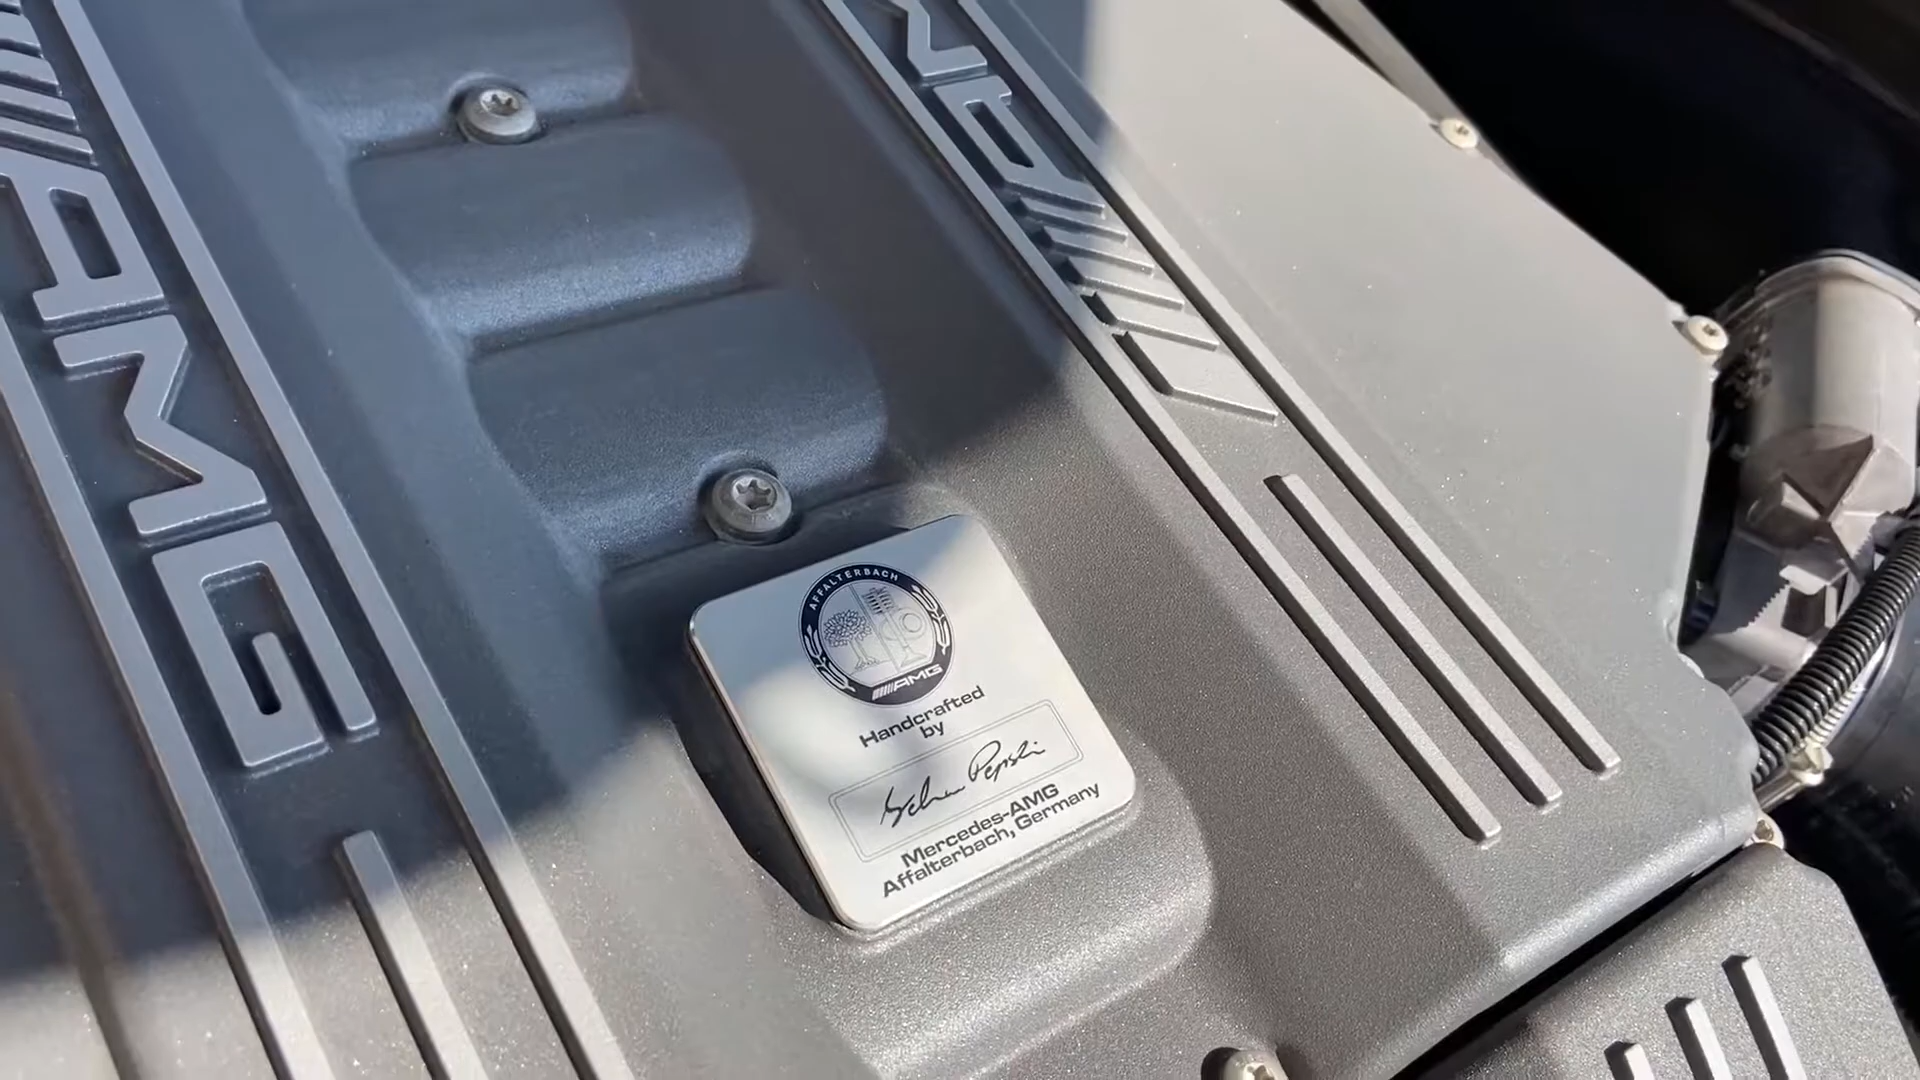 AMG
AMG
AFFALTERBACH
AMG
Handcrafted
by
Mercedes-AMG
Affalterbach, Germany